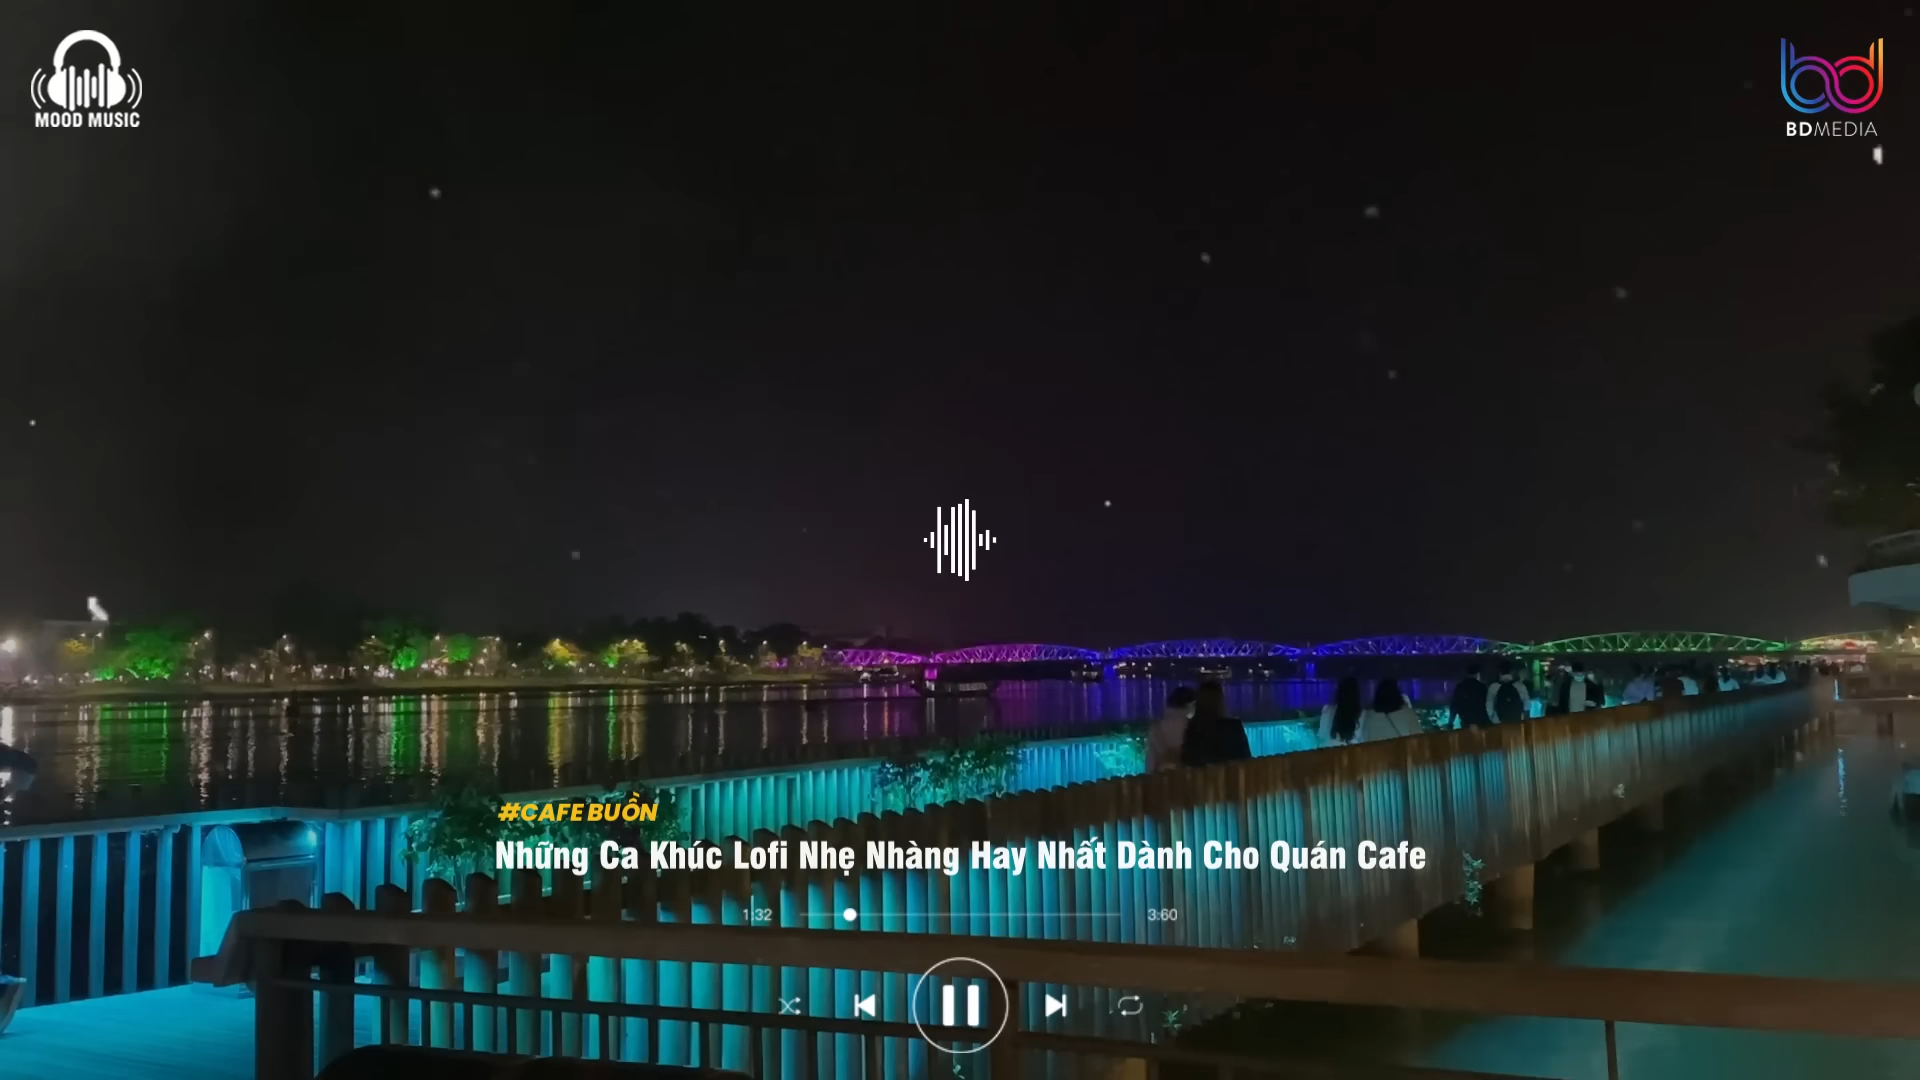 MOOD MUSIC
BDMEDIA
#CAFE BUỒN
Những Ca Khúc Lofi Nhẹ Nhàng Hay Nhất Dành Cho Quán Cafe
1:32
3:60